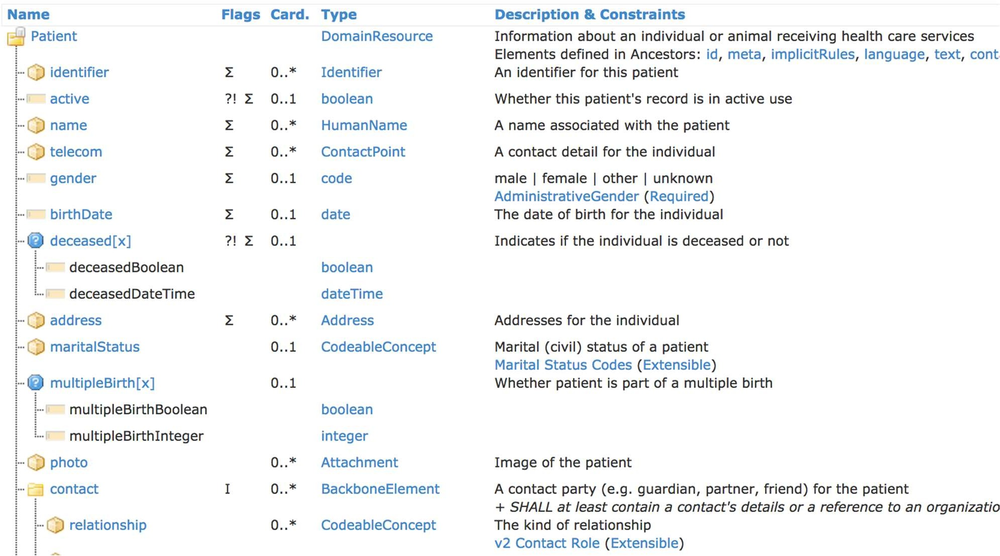 Name Flags Card. Type Description & Constraints
Patient DomainResource Information about an individual or animal receiving health care services
Elements defined in Ancestors: id, meta, implicitRules, language, text,
identifier Σ 0..* Identifier An identifier for this patient
active ?! Σ 0..1 boolean Whether this patient's record is in active use
name Σ 0..* HumanName A name associated with the patient
telecom Σ 0..* ContactPoint A contact detail for the individual
gender Σ 0..1 code male | female | other | unknown
AdministrativeGender (Required)
birthDate Σ 0..1 date The date of birth for the individual
deceased[x] ?! Σ 0..1 Indicates if the individual is deceased or not
deceasedBoolean boolean
deceasedDateTime dateTime
address Σ 0..* Address Addresses for the individual
maritalStatus 0..1 CodeableConcept Marital (civil) status of a patient
Marital Status Codes (Extensible)
multipleBirth[x] 0..1 Whether patient is part of a multiple birth
multipleBirthBoolean boolean
multipleBirthInteger integer
photo 0..* Attachment Image of the patient
contact I 0..* BackboneElement A contact party (e.g. guardian, partner, friend) for the patient
+ SHALL at least contain a contact's details or a reference to an organizatio
relationship 0..* CodeableConcept The kind of relationship
v2 Contact Role (Extensible)